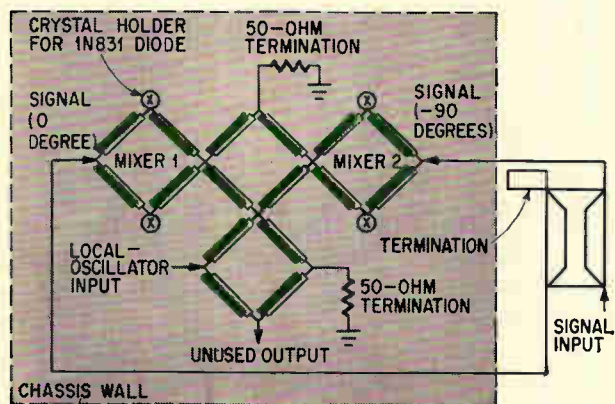 CRYSTAL HOLDER
FOR 1N831 DIODE
50-OHM
TERMINATION
SIGNAL
(0
DEGREE)
X
X
SIGNAL
(-90
DEGREES)
MIXER 1
MIXER 2
X
X
TERMINATION
LOCAL-
OSCILLATOR
INPUT
50-OHM
TERMINATION
SIGNAL
INPUT
UNUSED OUTPUT
CHASSIS WALL